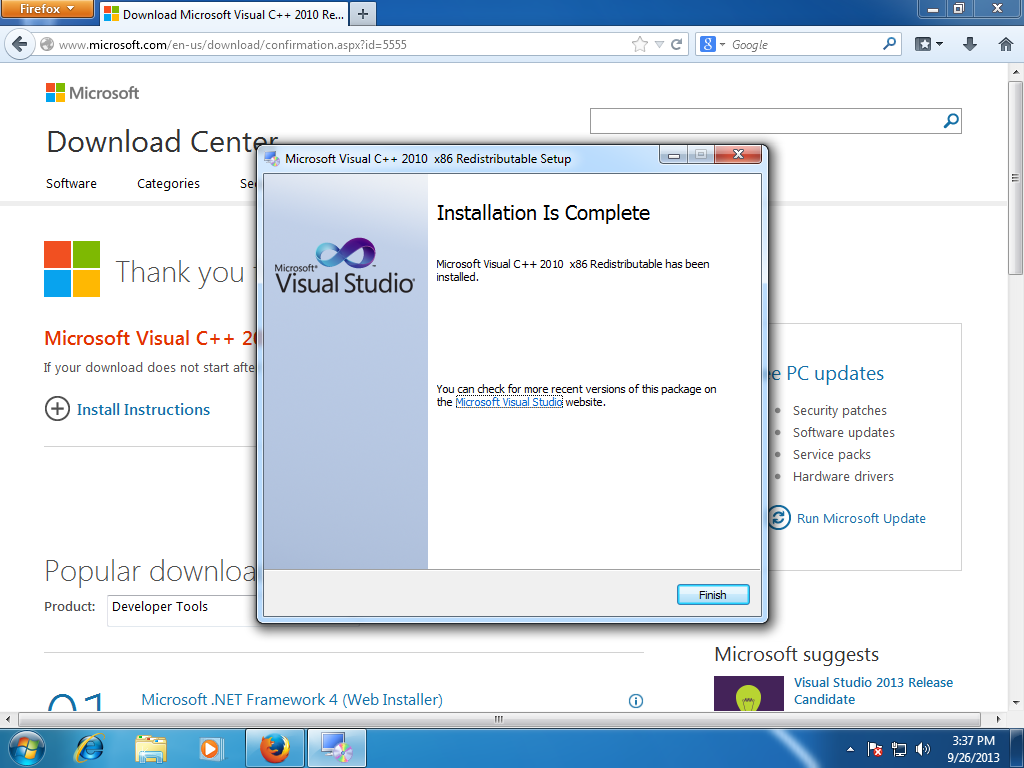 Firefox
Download Microsoft Visual C++ 2010 Re...
www.microsoft.com/en-us/download/confirmation.aspx?id=5555
Google
Microsoft
Download Center
Software Categories
Microsoft Visual C++ 2010 x86 Redistributable Setup
Installation Is Complete
Microsoft Visual C++ 2010 x86 Redistributable has been
installed.
Microsoft®
Visual Studio®
You can check for more recent versions of this package on
the Microsoft Visual Studio website.
Finish
Thank you
Microsoft Visual C++
If your download does not start
Install Instructions
PC updates
Security patches
Software updates
Service packs
Hardware drivers
Run Microsoft Update
Popular
Product: Developer Tools
Microsoft suggests
01 Microsoft .NET Framework 4 (Web Installer)
Visual Studio 2013 Release
Candidate
3:37 PM
9/26/2013